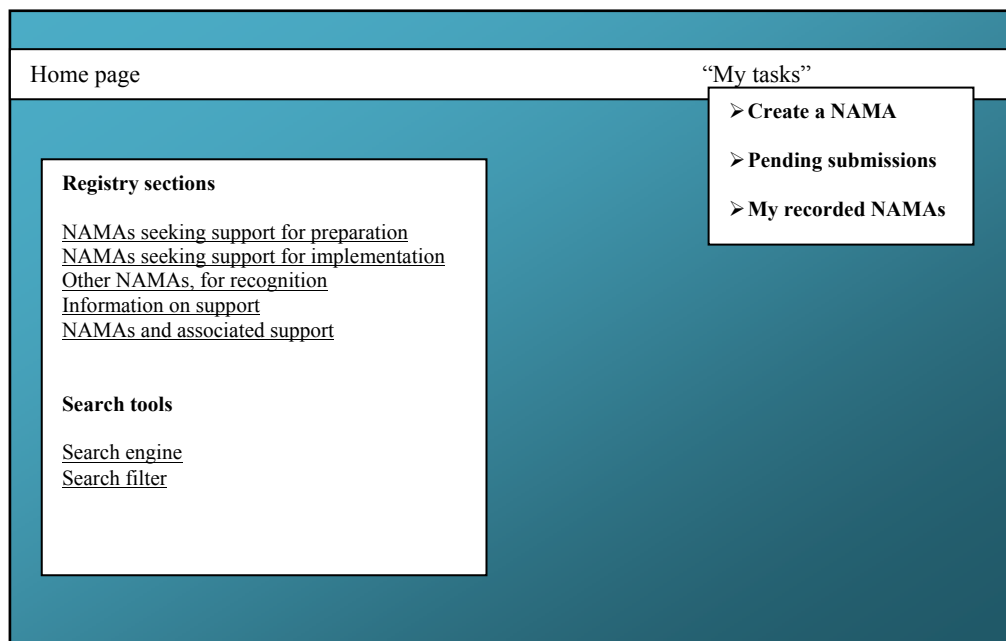 Home page
“My tasks”
➢ Create a NAMA
➢ Pending submissions
➢ My recorded NAMAs
Registry sections
NAMAs seeking support for preparation
NAMAs seeking support for implementation
Other NAMAs, for recognition
Information on support
NAMAs and associated support
Search tools
Search engine
Search filter